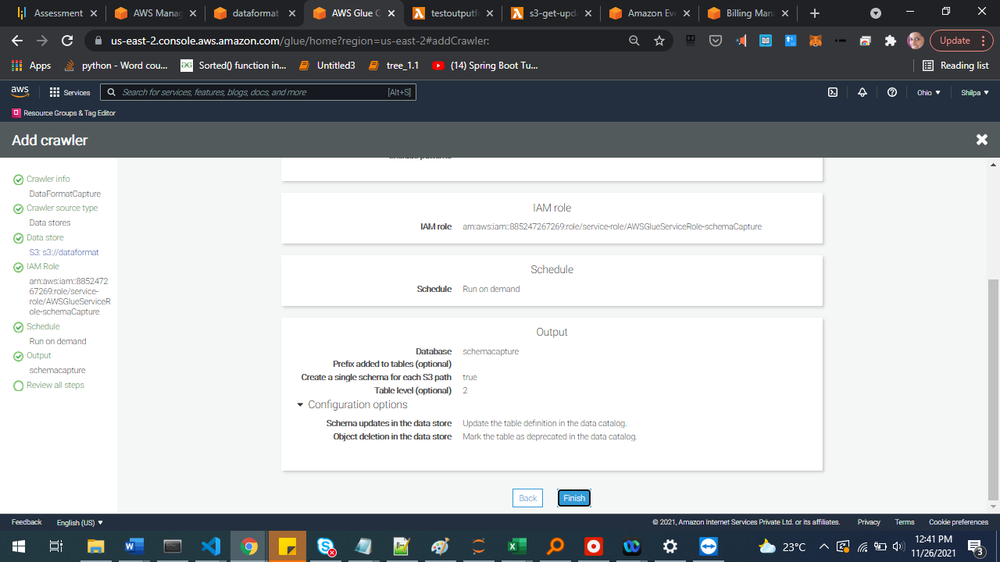 Assessment
AWS Manag
dataformat
AWS Glue C
testoutputf
s3-get-upda
Amazon Eve
Billing Mana
us-east-2.console.aws.amazon.com/glue/home?region=us-east-2#addCrawler:
Update
Apps
python - Word cou...
Sorted() function in...
Untitled3
tree_1.1
(14) Spring Boot Tu...
Reading list
aws
Services
Search for services, features, blogs, docs, and more
[Alt+S]
Ohio
Shilpa
Resource Groups & Tag Editor
Add crawler
Crawler info
DataFormatCapture
Crawler source type
Data stores
Data store
S3: s3://dataformat
IAM Role
arn:aws:iam::8852472
67269:role/service-
role/AWSGlueServiceR
ole-schemaCapture
Schedule
Run on demand
Output
schemacapture
Review all steps
IAM role
IAM role arn:aws:iam::885247267269:role/service-role/AWSGlueServiceRole-schemaCapture
Schedule
Schedule Run on demand
Output
Database schemacapture
Prefix added to tables (optional)
Create a single schema for each S3 path true
Table level (optional) 2
Configuration options
Schema updates in the data store Update the table definition in the data catalog.
Object deletion in the data store Mark the table as deprecated in the data catalog.
Back
Finish
Feedback
English (US)
© 2021, Amazon Internet Services Private Ltd. or its affiliates.
Privacy
Terms
Cookie preferences
23°C
12:41 PM
11/26/2021
3